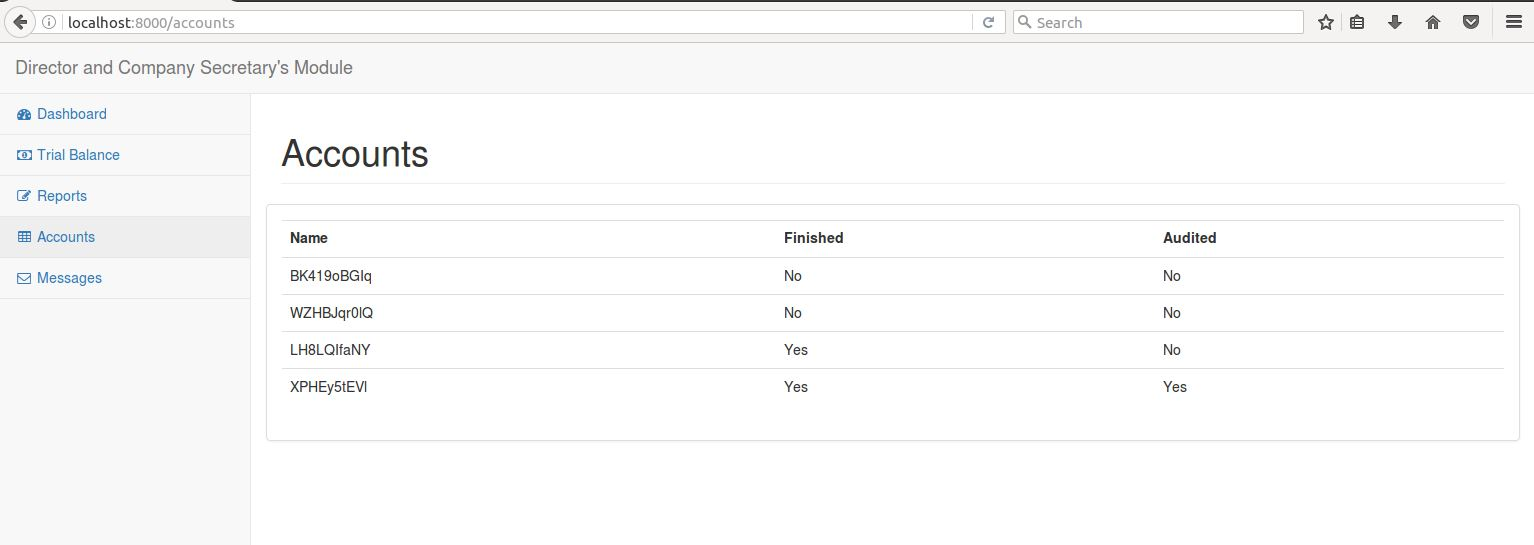 localhost:8000/accounts
Search
Director and Company Secretary's Module
Dashboard
Trial Balance
Reports
Accounts
Messages
Accounts
Name Finished Audited
BK419oBGIq No No
WZHBJqr0lQ No No
LH8LQIfaNY Yes No
XPHEy5tEVl Yes Yes